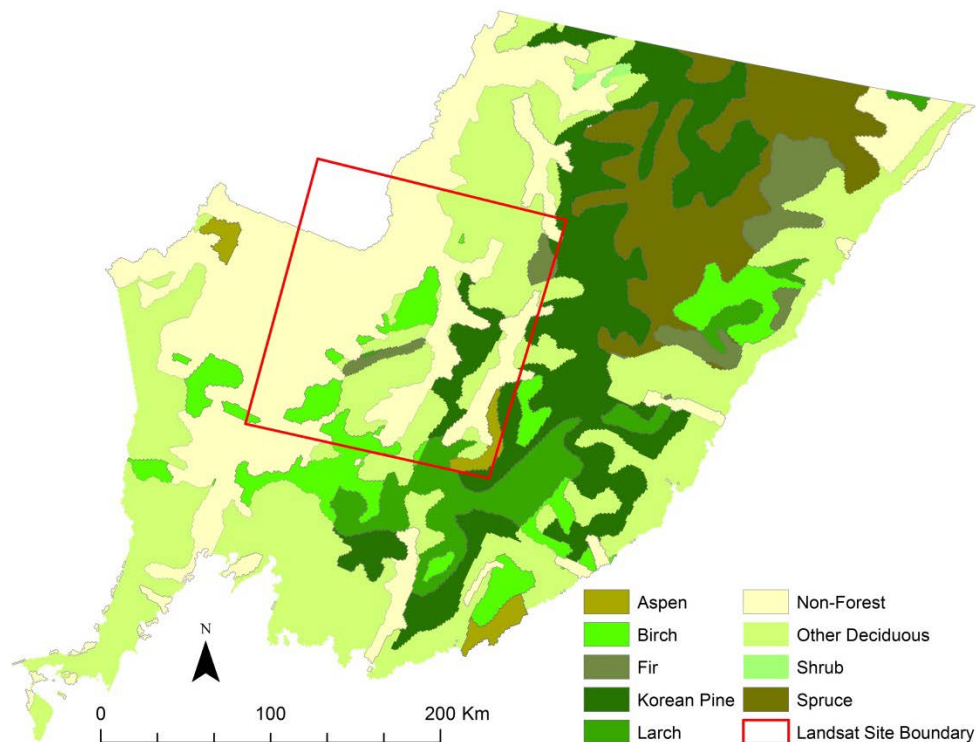 N
0 100 200 Km
Aspen
Birch
Fir
Korean Pine
Larch
Non-Forest
Other Deciduous
Shrub
Spruce
Landsat Site Boundary